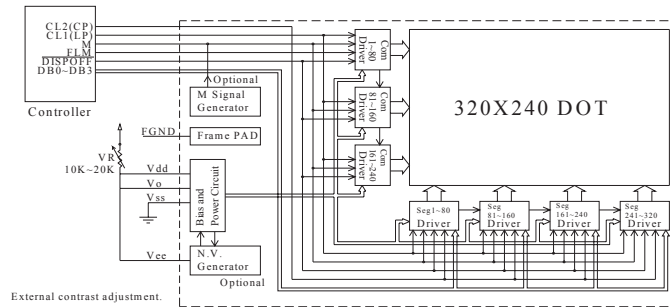 CL2(CP)
CL1(LP)
M
FLM
DISPOFF
DB0~DB3
Controller
Optional
M Signal
Generator
FGND
Frame PAD
VR
10K~20K
Vdd
Vo
Vss
Vee
Bias and
Power Circuit
N.V.
Generator
Optional
External contrast adjustment.
Com
1~80
Driver
Com
81~160
Driver
Com
161~240
Driver
320X240 DOT
Seg1~80
Driver
Seg
81~160
Driver
Seg
161~240
Driver
Seg
241~320
Driver